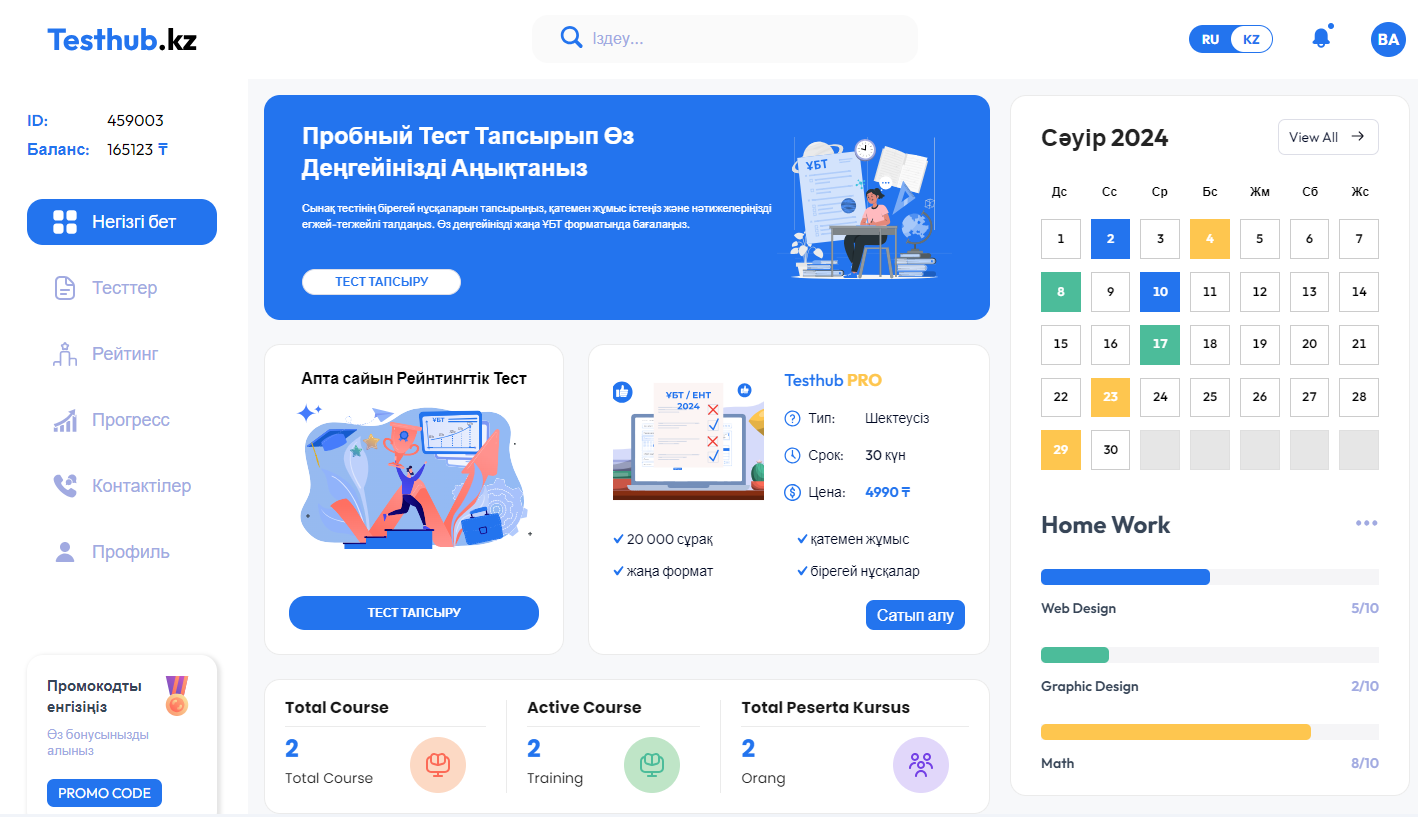 Testhub.kz
Іздеу...
RU KZ
BA
ID: 459003
Баланс: 165123 ₸
Негізгі бет
Тесттер
Рейтинг
Прогресс
Контактілер
Профиль
Промокодты
енгізіңіз
Өз бонусынызды
алыныз
PROMO CODE
Пробный Тест Тапсырып Өз
Деңгейінізді Аңықтаныз
Сынақ тестінің бірегей нұсқаларын тапсырыңыз, қатемен жұмыс істеңіз және нәтижелеріңізді
егжей-тегжейлі талдаңыз. Өз деңгейінізді жаңа ҰБТ форматында бағалаңыз.
ТЕСТ ТАПСЫРУ
ҰБТ
Апта сайын Рейнтингтік Тест
ҰБТ
ТЕСТ ТАПСЫРУ
ҰБТ / ЕНТ
2024
Testhub PRO
Тип: Шектеусіз
Срок: 30 күн
Цена: 4990 ₸
20 000 сұрақ
қатемен жұмыс
жаңа формат
бірегей нұсқалар
Сатып алу
Total Course
2
Total Course
Active Course
2
Training
Total Peserta Kursus
2
Orang
Сәуір 2024
View All
Дс Сс Ср Бс Жм Сб Жс
1 2 3 4 5 6 7
8 9 10 11 12 13 14
15 16 17 18 19 20 21
22 23 24 25 26 27 28
29 30
Home Work
Web Design 5/10
Graphic Design 2/10
Math 8/10